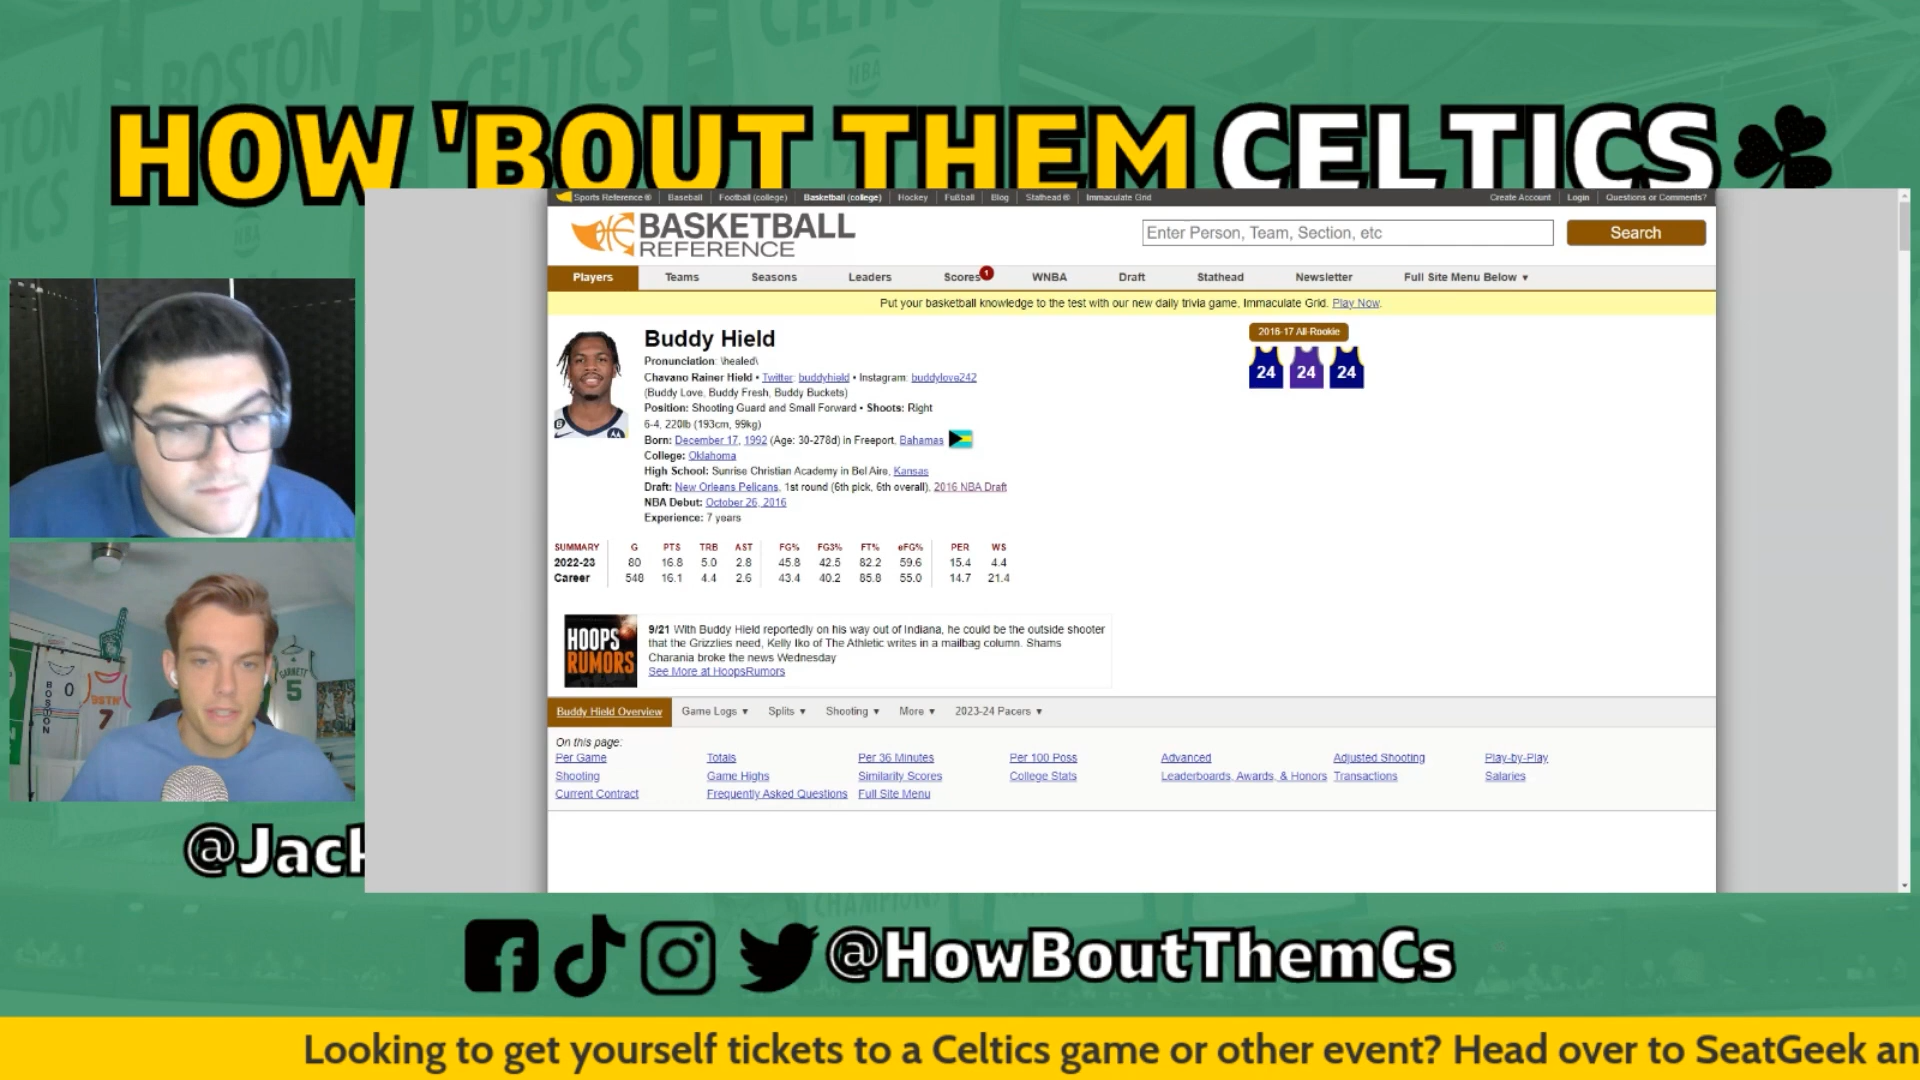 HOW 'BOUT THEM CELTICS
Sports Reference ® Baseball Football (college) Basketball (college) Hockey Fußball Blog Stathead ® Immaculate Grid Create Account Login Questions or Comments?
BASKETBALL
REFERENCE
Enter Person, Team, Section, etc
Search
Players Teams Seasons Leaders Scores 1 WNBA Draft Stathead Newsletter Full Site Menu Below ▼
Put your basketball knowledge to the test with our new daily trivia game, Immaculate Grid. Play Now.
Buddy Hield
Pronunciation: \healed\
Chavano Rainer Hield • Twitter: buddyhield • Instagram: buddylove242
(Buddy Love, Buddy Fresh, Buddy Buckets)
Position: Shooting Guard and Small Forward • Shoots: Right
6-4, 220lb (193cm, 99kg)
Born: December 17, 1992 (Age: 30-278d) in Freeport, Bahamas
College: Oklahoma
High School: Sunrise Christian Academy in Bel Aire, Kansas
Draft: New Orleans Pelicans, 1st round (6th pick, 6th overall), 2016 NBA Draft
NBA Debut: October 26, 2016
Experience: 7 years
2016-17 All-Rookie
24 24 24
SUMMARY G PTS TRB AST FG% FG3% FT% eFG% PER WS
2022-23 80 16.8 5.0 2.8 45.8 42.5 82.2 59.6 15.4 4.4
Career 548 16.1 4.4 2.6 43.4 40.2 85.8 55.0 14.7 21.4
HOOPS
RUMORS
9/21 With Buddy Hield reportedly on his way out of Indiana, he could be the outside shooter
that the Grizzlies need, Kelly Iko of The Athletic writes in a mailbag column. Shams
Charania broke the news Wednesday
See More at HoopsRumors
Buddy Hield Overview Game Logs ▼ Splits ▼ Shooting ▼ More ▼ 2023-24 Pacers ▼
On this page:
Per Game Totals Per 36 Minutes Per 100 Poss Advanced Adjusted Shooting Play-by-Play
Shooting Game Highs Similarity Scores College Stats Leaderboards, Awards, & Honors Transactions Salaries
Current Contract Frequently Asked Questions Full Site Menu
BOSTON
0
7
GARNETT
5
@Jack
@HowBoutThemCs
Looking to get yourself tickets to a Celtics game or other event? Head over to SeatGeek an
BOSTON
BOSTON
CELTICS
CELTICS
NBA
NBA